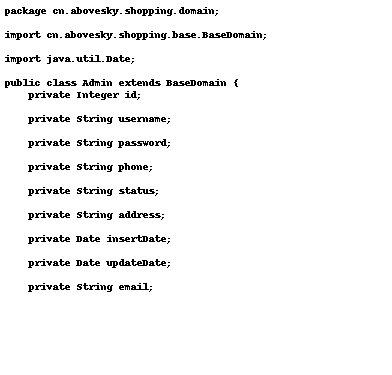 package cn.abovesky.shopping.domain;
import cn.abovesky.shopping.base.BaseDomain;
import java.util.Date;
public class Admin extends BaseDomain {
private Integer id;
private String username;
private String password;
private String phone;
private String status;
private String address;
private Date insertDate;
private Date updateDate;
private String email;